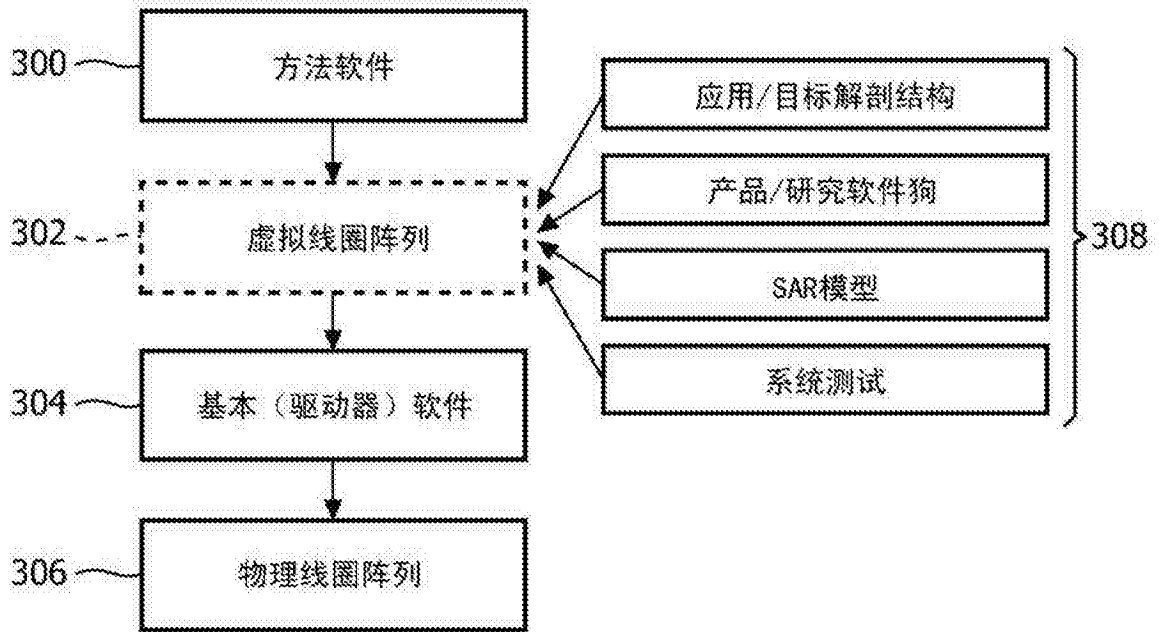 300
方法软件
302
虚拟线圈阵列
304
基本（驱动器）软件
306
物理线圈阵列
应用/目标解剖结构
产品/研究软件狗
SAR模型
系统测试
308